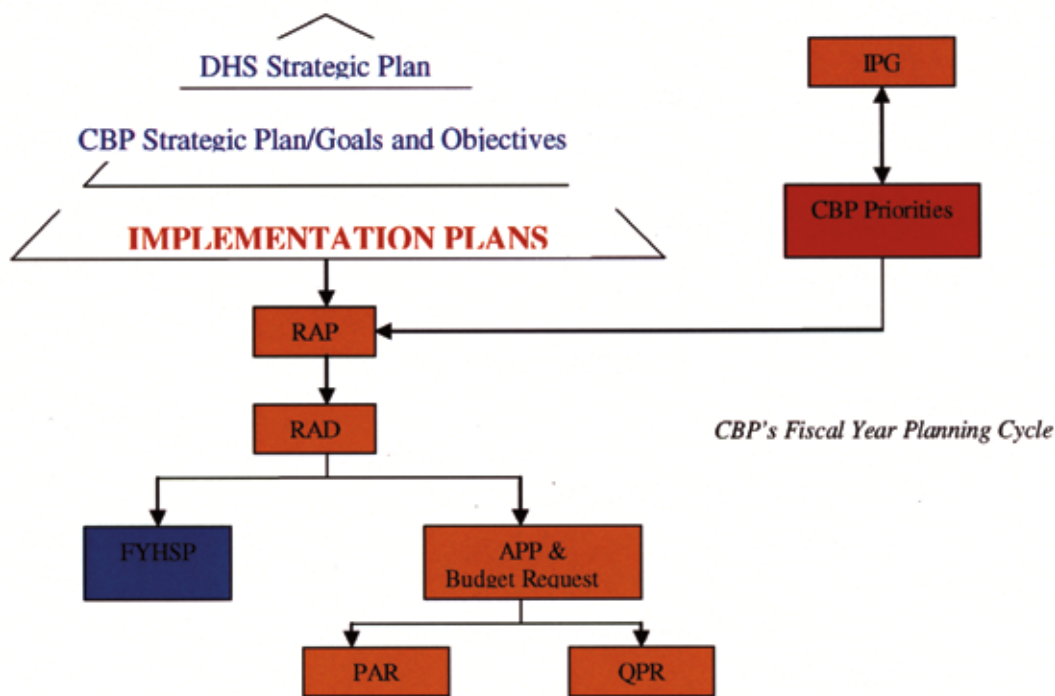 DHS Strategic Plan
IPG
CBP Strategic Plan/Goals and Objectives
CBP Priorities
IMPLEMENTATION PLANS
RAP
RAD
CBP's Fiscal Year Planning Cycle
FYHSP
APP &
Budget Request
PAR
QPR